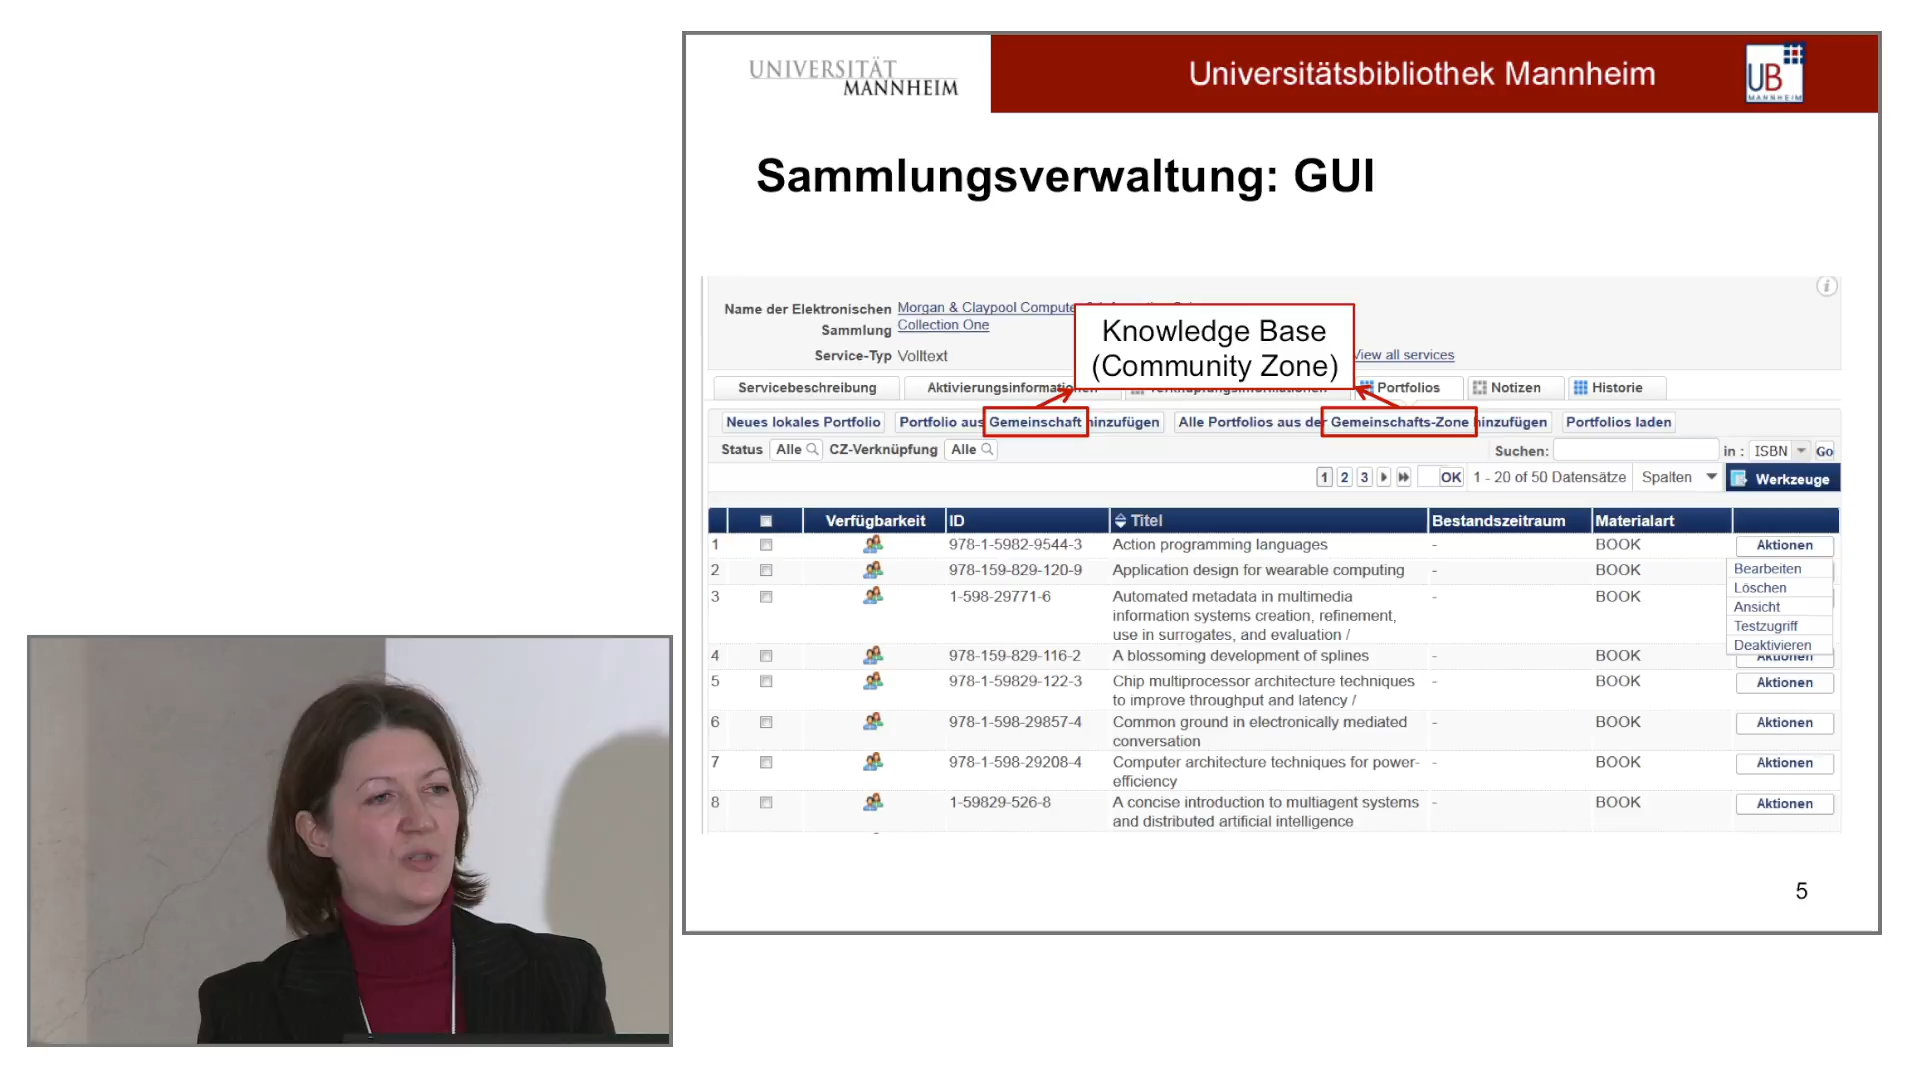 UNIVERSITÄT
MANNHEIM
Universitätsbibliothek Mannheim
UB
MANNHEIM
Sammlungsverwaltung: GUI
Name der Elektronischen Sammlung Morgan & Claypool Compute
Collection One
Knowledge Base
(Community Zone)
Service-Typ Volltext
View all services
Servicebeschreibung
Portfolios Notizen Historie
Neues lokales Portfolio Portfolio aus Gemeinschaft hinzufügen Alle Portfolios aus der Gemeinschafts-Zone hinzufügen Portfolios laden
Status Alle CZ-Verknüpfung Alle Suchen: in : ISBN Go
1 2 3 OK 1 - 20 of 50 Datensätze Spalten Werkzeuge
Verfügbarkeit ID Titel Bestandszeitraum Materialart
1 978-1-5982-9544-3 Action programming languages - BOOK Aktionen
2 978-159-829-120-9 Application design for wearable computing - BOOK
3 1-598-29771-6 Automated metadata in multimedia - BOOK
information systems creation, refinement,
use in surrogates, and evaluation /
Bearbeiten
Löschen
Ansicht
Testzugriff
Deaktivieren
4 978-159-829-116-2 A blossoming development of splines - BOOK Aktionen
5 978-1-59829-122-3 Chip multiprocessor architecture techniques - BOOK Aktionen
to improve throughput and latency /
6 978-1-598-29857-4 Common ground in electronically mediated - BOOK Aktionen
conversation
7 978-1-598-29208-4 Computer architecture techniques for power- - BOOK Aktionen
efficiency
8 1-59829-526-8 A concise introduction to multiagent systems - BOOK Aktionen
and distributed artificial intelligence
5